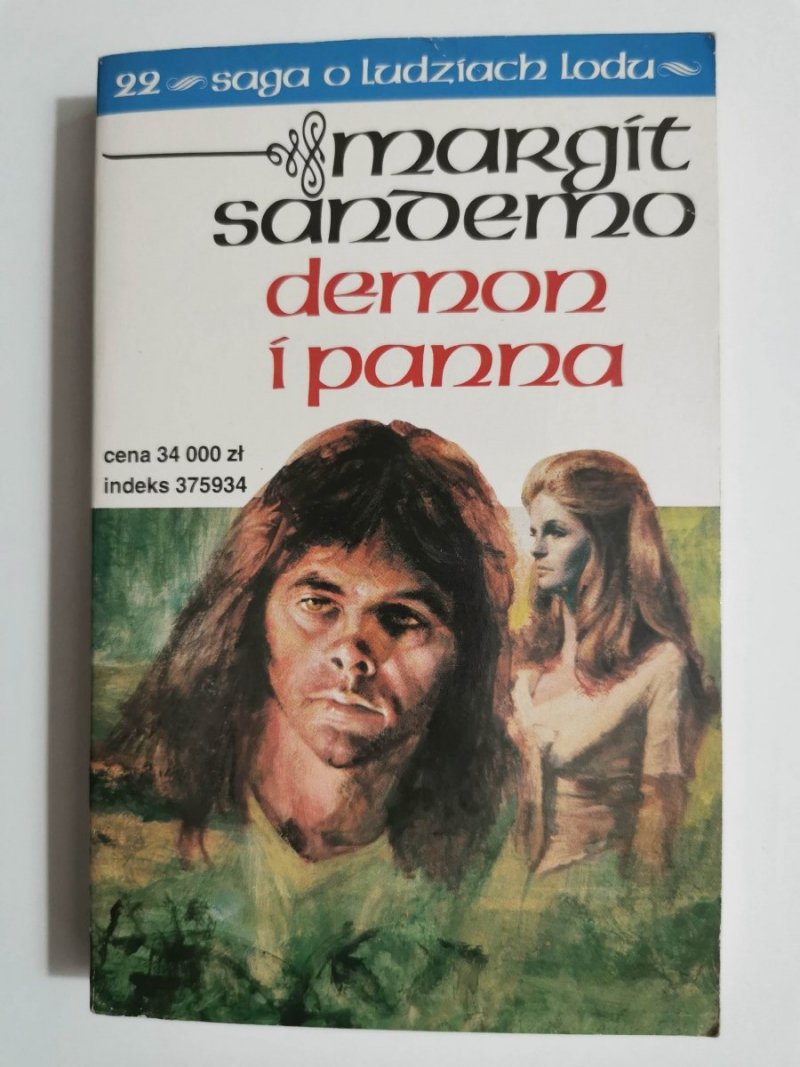 22 saga o ludziach lodu
margit
sandemo
demon
i panna
cena 34 000 zł
indeks 375934